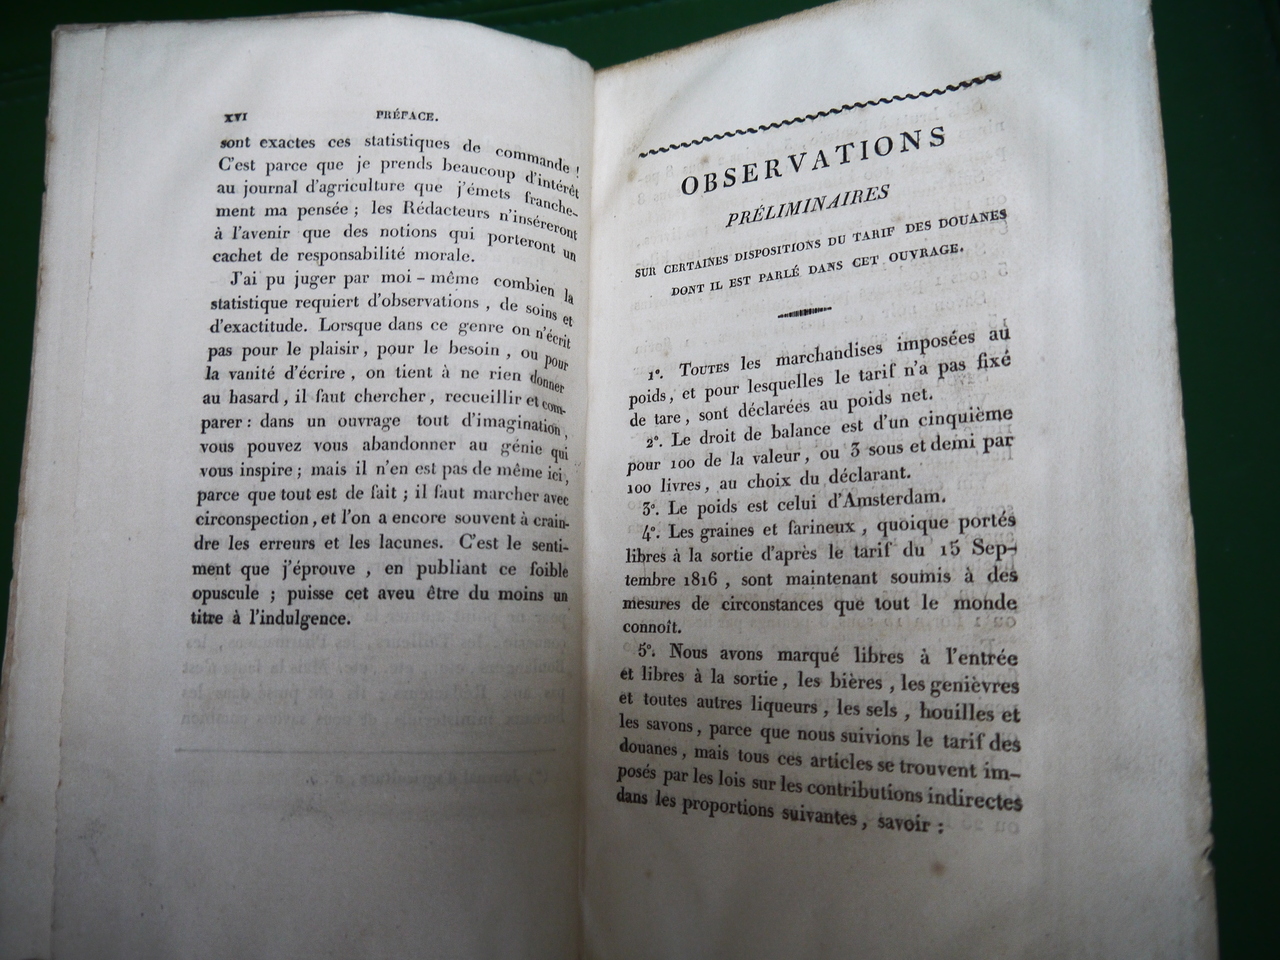 XVI PRÉFACE.
sont exactes ces statistiques de commande !
C'est parce que je prends beaucoup d'intérêt
au journal d'agriculture que j'émets franche-
ment ma pensée ; les Rédacteurs n'inséreront
à l'avenir que des notions qui porteront un
cachet de responsabilité morale.
J'ai pu juger par moi-même combien la
statistique requiert d'observations, de soins et
d'exactitude. Lorsque dans ce genre on n'écrit
pas pour le plaisir, pour le besoin, ou pour
la vanité d'écrire, on tient à ne rien donner
au hasard, il faut chercher, recueillir et com-
parer : dans un ouvrage tout d'imagination,
vous pouvez vous abandonner au génie qui
vous inspire ; mais il n'en est pas de même ici,
parce que tout est de fait ; il faut marcher avec
circonspection, et l'on a encore souvent à crain-
dre les erreurs et les lacunes. C'est le senti-
ment que j'éprouve, en publiant ce foible
opuscule ; puisse cet aveu être du moins un
titre à l'indulgence.
OBSERVATIONS
PRÉLIMINAIRES
SUR CERTAINES DISPOSITIONS DU TARIF DES DOUANES
DONT IL EST PARLÉ DANS CET OUVRAGE.
1°. TOUTES les marchandises imposées au
poids, et pour lesquelles le tarif n'a pas fixé
de tare, sont déclarées au poids net.
2°. Le droit de balance est d'un cinquième
pour 100 de la valeur, ou 3 sous et demi par
100 livres, au choix du déclarant.
3°. Le poids est celui d'Amsterdam.
4°. Les graines et farineux, quoique portés
libres à la sortie d'après le tarif du 15 Sep-
tembre 1816, sont maintenant soumis à des
mesures de circonstances que tout le monde
connoît.
5°. Nous avons marqué libres à l'entrée
et libres à la sortie, les bières, les genièvres
et toutes autres liqueurs, les sels, houilles et
les savons, parce que nous suivions le tarif des
douanes, mais tous ces articles se trouvent im-
posés par les lois sur les contributions indirectes
dans les proportions suivantes, savoir :